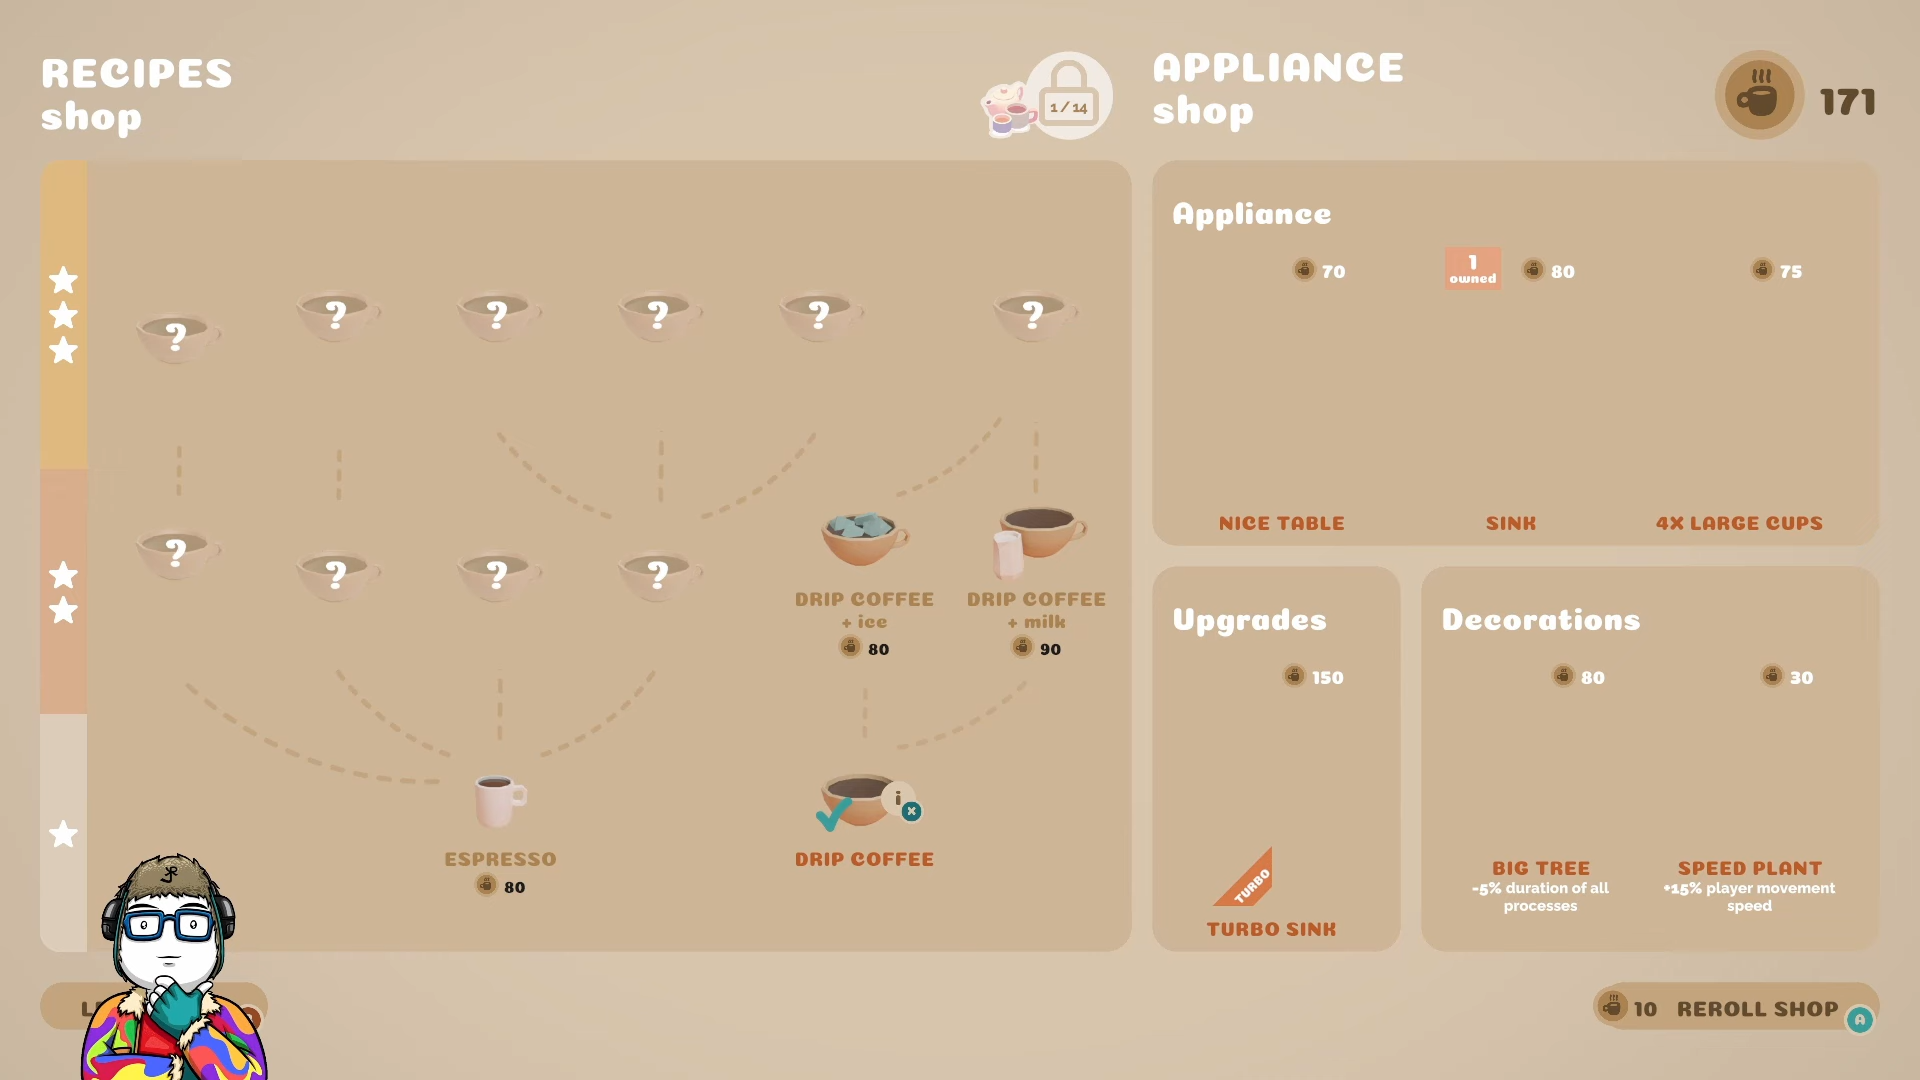 RECIPES
shop
1/14
APPLIANCE
shop
171
Appliance
70
1
owned
80
75
?
?
?
?
?
?
NICE TABLE
SINK
4X LARGE CUPS
?
?
?
?
DRIP COFFEE
+ ice
80
DRIP COFFEE
+ milk
90
Upgrades
150
TURBO
TURBO SINK
Decorations
80
30
BIG TREE
-5% duration of all
processes
SPEED PLANT
+15% player movement
speed
i
ESPRESSO
80
DRIP COFFEE
10 REROLL SHOP
A